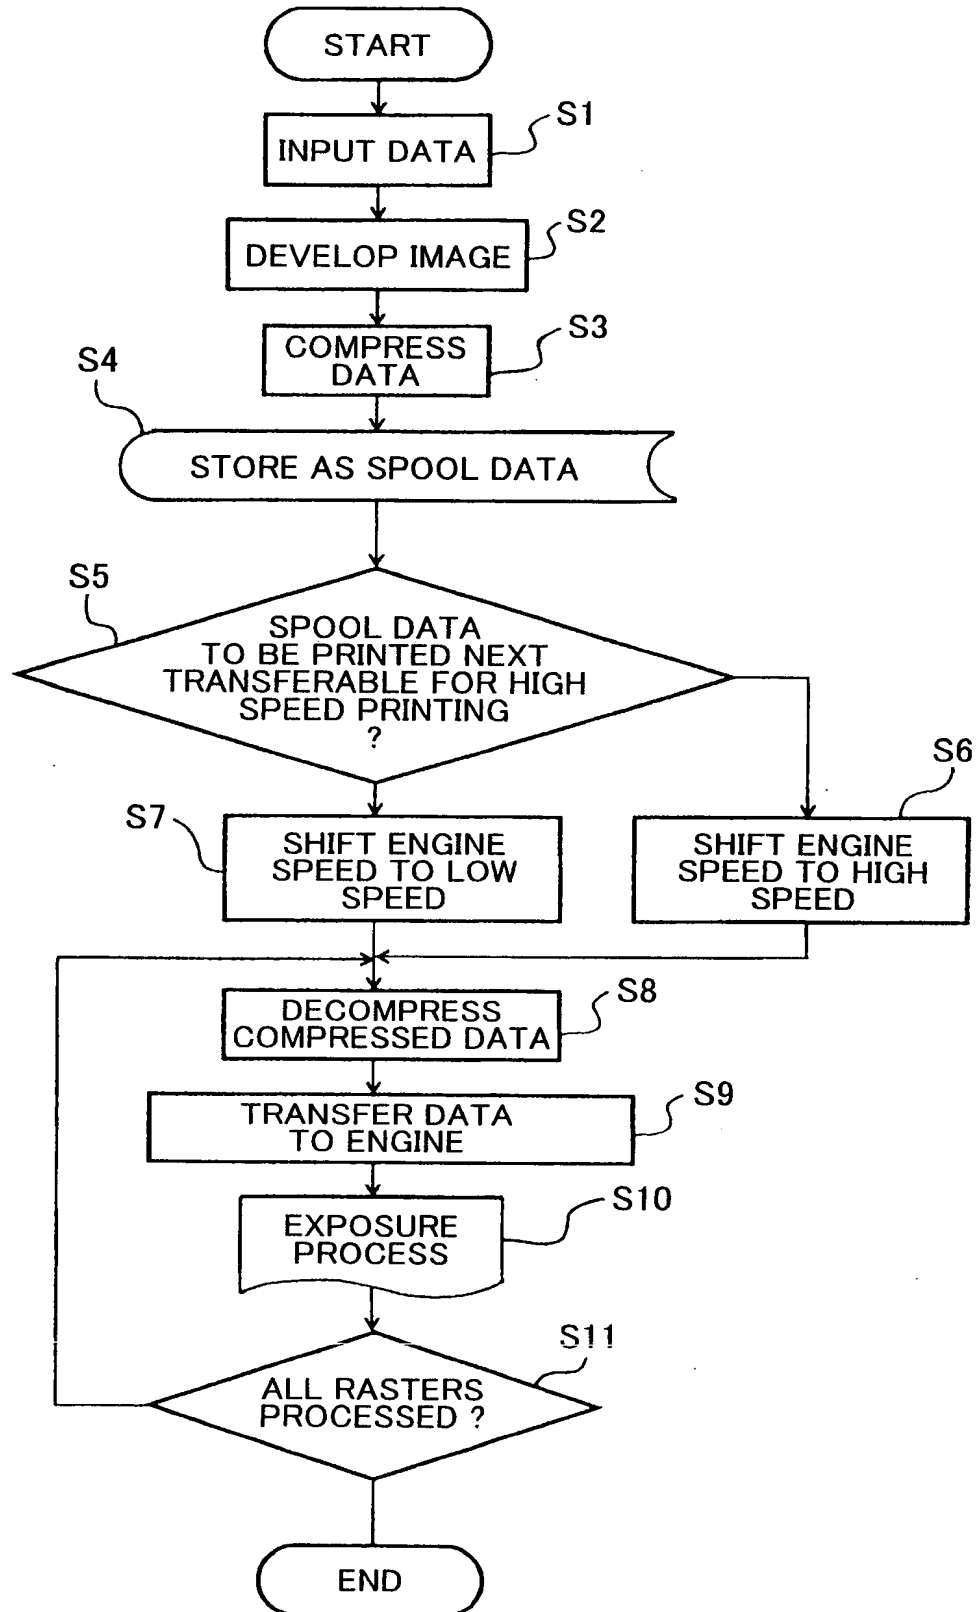 START
S1
INPUT DATA
S2
DEVELOP IMAGE
S3
COMPRESS
DATA
S4
STORE AS SPOOL DATA
S5
SPOOL DATA
TO BE PRINTED NEXT
TRANSFERABLE FOR HIGH
SPEED PRINTING
?
S6
SHIFT ENGINE
SPEED TO HIGH
SPEED
S7
SHIFT ENGINE
SPEED TO LOW
SPEED
S8
DECOMPRESS
COMPRESSED DATA
S9
TRANSFER DATA
TO ENGINE
S10
EXPOSURE
PROCESS
S11
ALL RASTERS
PROCESSED ?
END